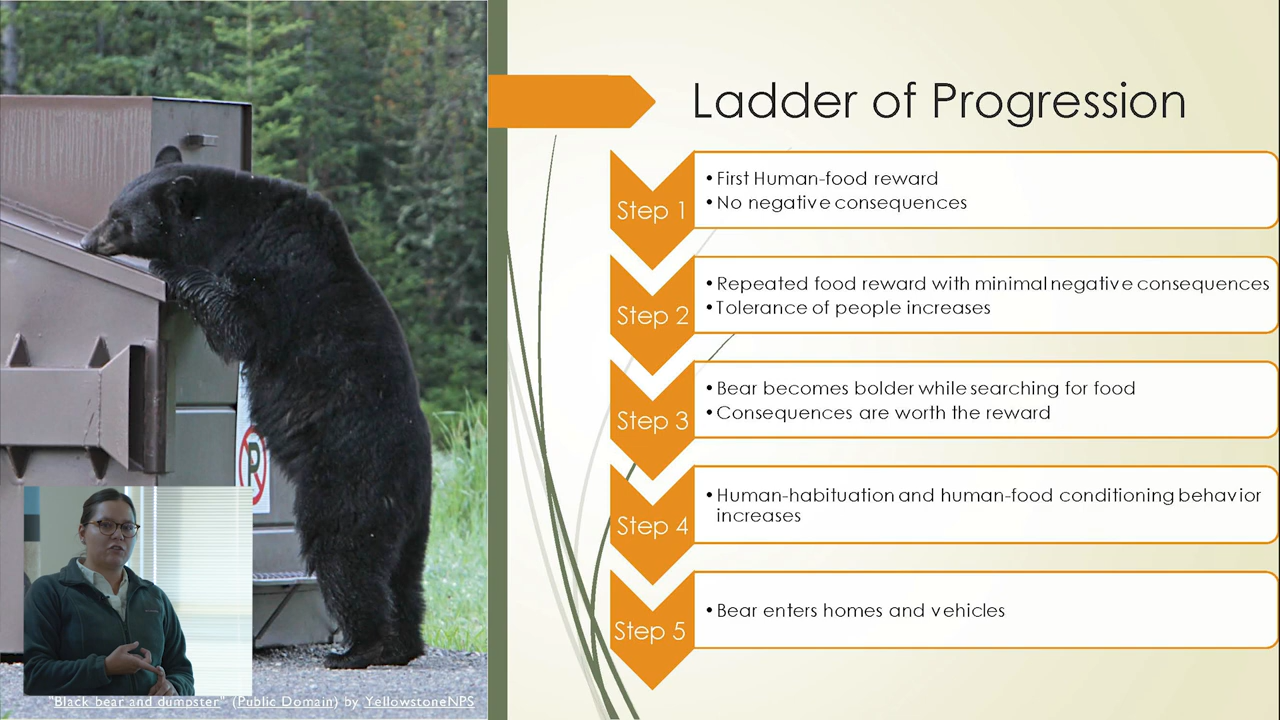 Ladder of Progression
Step 1
• First Human-food reward
• No negative consequences
Step 2
• Repeated food reward with minimal negative consequences
• Tolerance of people increases
Step 3
• Bear becomes bolder while searching for food
• Consequences are worth the reward
Step 4
• Human-habituation and human-food conditioning behavior
increases
Step 5
• Bear enters homes and vehicles
P
"Black bear and dumpster" (Public Domain) by YellowstoneNPS